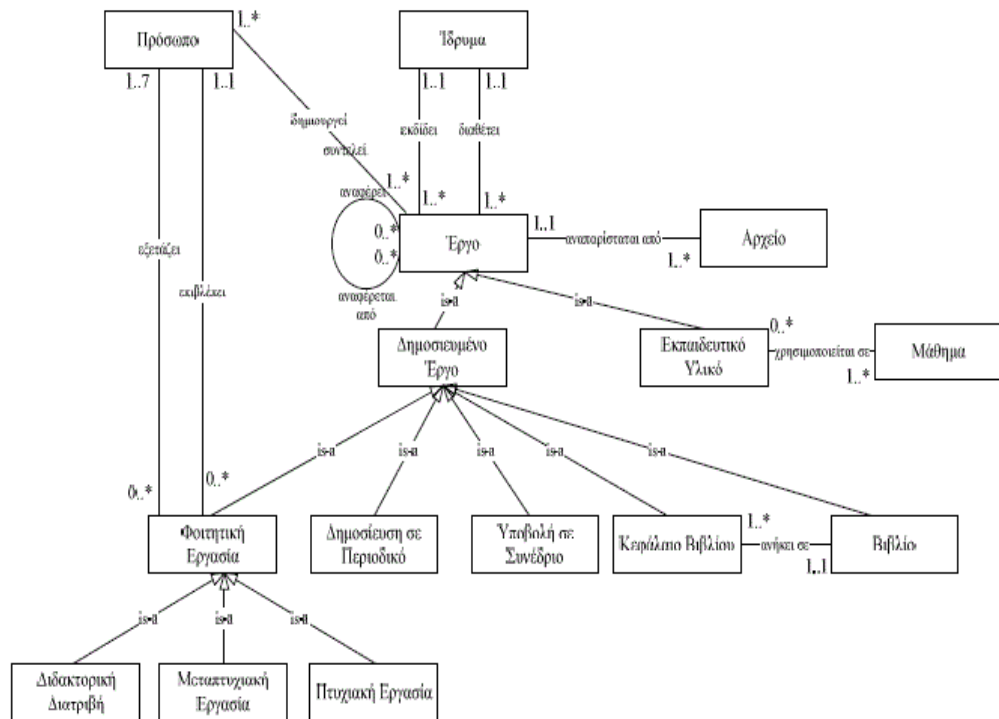 Πρόσωπο
1..*
Ίδρυμα
1..7
1..1
1..1
1..1
δημιουργεί
συντελεί
εκδίδει
διαθέτει
αναφέρει
1..*
1..*
1..*
0..*
0..*
Έργο
1..1
αναπαρίσταται από
1..*
Αρχείο
εξετάζει
επιβλέπει
αναφέρεται
από
is-a
is-a
Δημοσιευμένο
Έργο
Εκπαιδευτικό
Υλικό
0..*
χρησιμοποιείται σε
1..*
Μάθημα
is-a
is-a
is-a
is-a
is-a
0..*
0..*
Φοιτητική
Εργασία
Δημοσίευση σε
Περιοδικό
Υποβολή σε
Συνέδριο
Κεφάλαιο Βιβλίου
1..*
ανήκει σε
1..1
Βιβλίο
is-a
is-a
is-a
Διδακτορική
Διατριβή
Μεταπτυχιακή
Εργασία
Πτυχιακή Εργασία